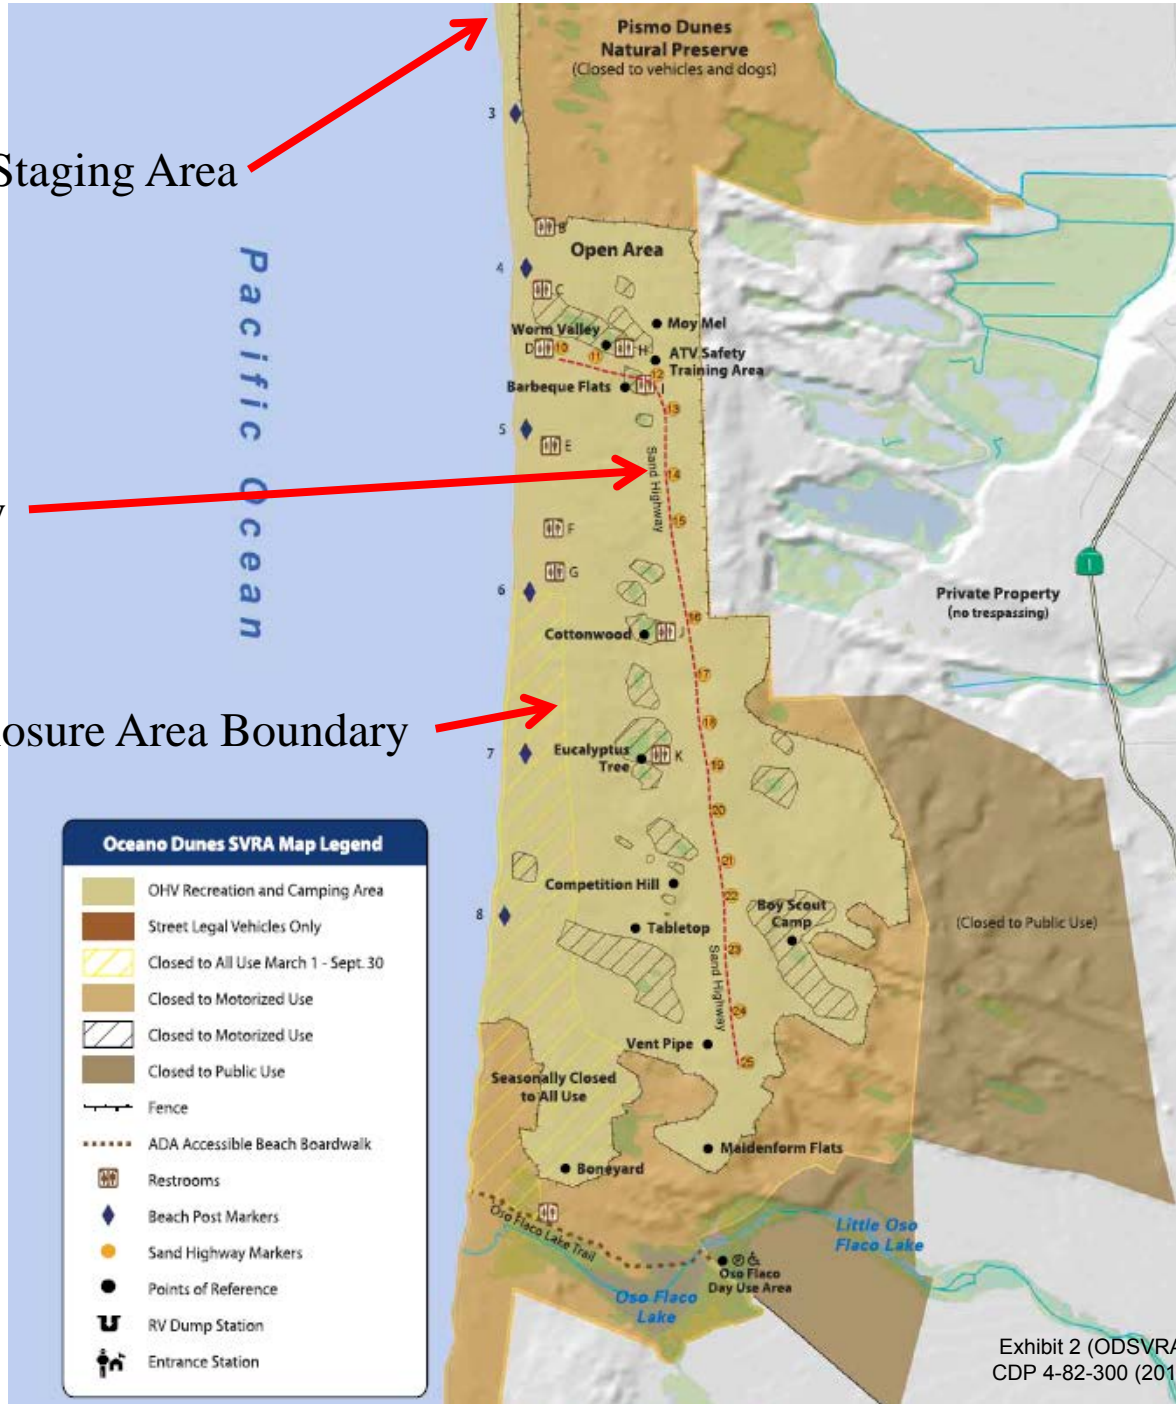 Pismo Dunes
Natural Preserve
(Closed to vehicles and dogs)
3
Staging Area
B
Open Area
4
C
Worm Valley
Moy Mel
D
10
11
H
ATV Safety
Training Area
12
Barbeque Flats
I
13
Pacific Ocean
5
E
Sand Highway
14
15
F
G
6
1
Private Property
(no trespassing)
16
Cottonwood
J
17
18
losure Area Boundary
7
Eucalyptus
Tree
K
19
20
21
Competition Hill
22
8
Boy Scout
Camp
Tabletop
(Closed to Public Use)
23
Sand Highway
24
Vent Pipe
25
Seasonally Closed
to All Use
Maidenform Flats
Boneyard
Oso Flaco Lake Trail
Little Oso
Flaco Lake
Oso Flaco
Day Use Area
Oso Flaco
Lake
Oceano Dunes SVRA Map Legend
OHV Recreation and Camping Area
Street Legal Vehicles Only
Closed to All Use March 1 - Sept. 30
Closed to Motorized Use
Closed to Motorized Use
Closed to Public Use
Fence
ADA Accessible Beach Boardwalk
Restrooms
Beach Post Markers
Sand Highway Markers
Points of Reference
RV Dump Station
Entrance Station
Exhibit 2 (ODSVRA
CDP 4-82-300 (201